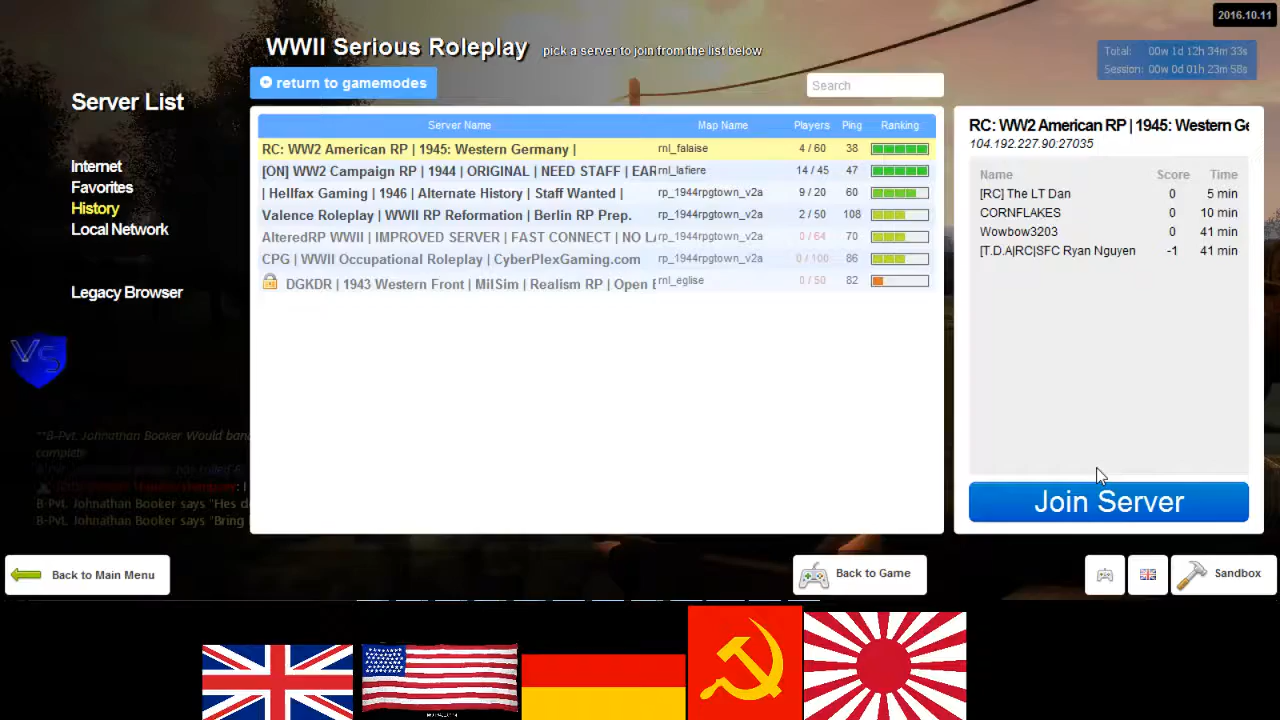 2016.10.11
WWII Serious Roleplay pick a server to join from the list below
Total: 00w 1d 12h 34m 33s
Session: 00w 0d 01h 23m 58s
return to gamemodes
Search
Server List
Internet
Favorites
History
Local Network
Legacy Browser
VS
Server Name Map Name Players Ping Ranking
RC: WW2 American RP | 1945: Western Germany | rnl_falaise 4 / 60 38
[ON] WW2 Campaign RP | 1944 | ORIGINAL | NEED STAFF | EAR rnl_lafiere 14 / 45 47
| Hellfax Gaming | 1946 | Alternate History | Staff Wanted | rp_1944rpgtown_v2a 9 / 20 60
Valence Roleplay | WWII RP Reformation | Berlin RP Prep. rp_1944rpgtown_v2a 2 / 50 108
AlteredRP WWII | IMPROVED SERVER | FAST CONNECT | NO LA rp_1944rpgtown_v2a 0 / 64 70
CPG | WWII Occupational Roleplay | CyberPlexGaming.com rp_1944rpgtown_v2a 0 / 100 86
DGKDR | 1943 Western Front | MilSim | Realism RP | Open E rnl_eglise 0 / 50 82
RC: WW2 American RP | 1945: Western Ge
104.192.227.90:27035
Name Score Time
[RC] The LT Dan 0 5 min
CORNFLAKES 0 10 min
Wowbow3203 0 41 min
[T.D.A|RC|SFC Ryan Nguyen -1 41 min
Join Server
**B-Pvt. Johnathan Booker Would band
complete
B-Pvt. Johnathan Booker says "Hes d
B-Pvt. Johnathan Booker says "Bring
Back to Main Menu
Back to Game
Sandbox